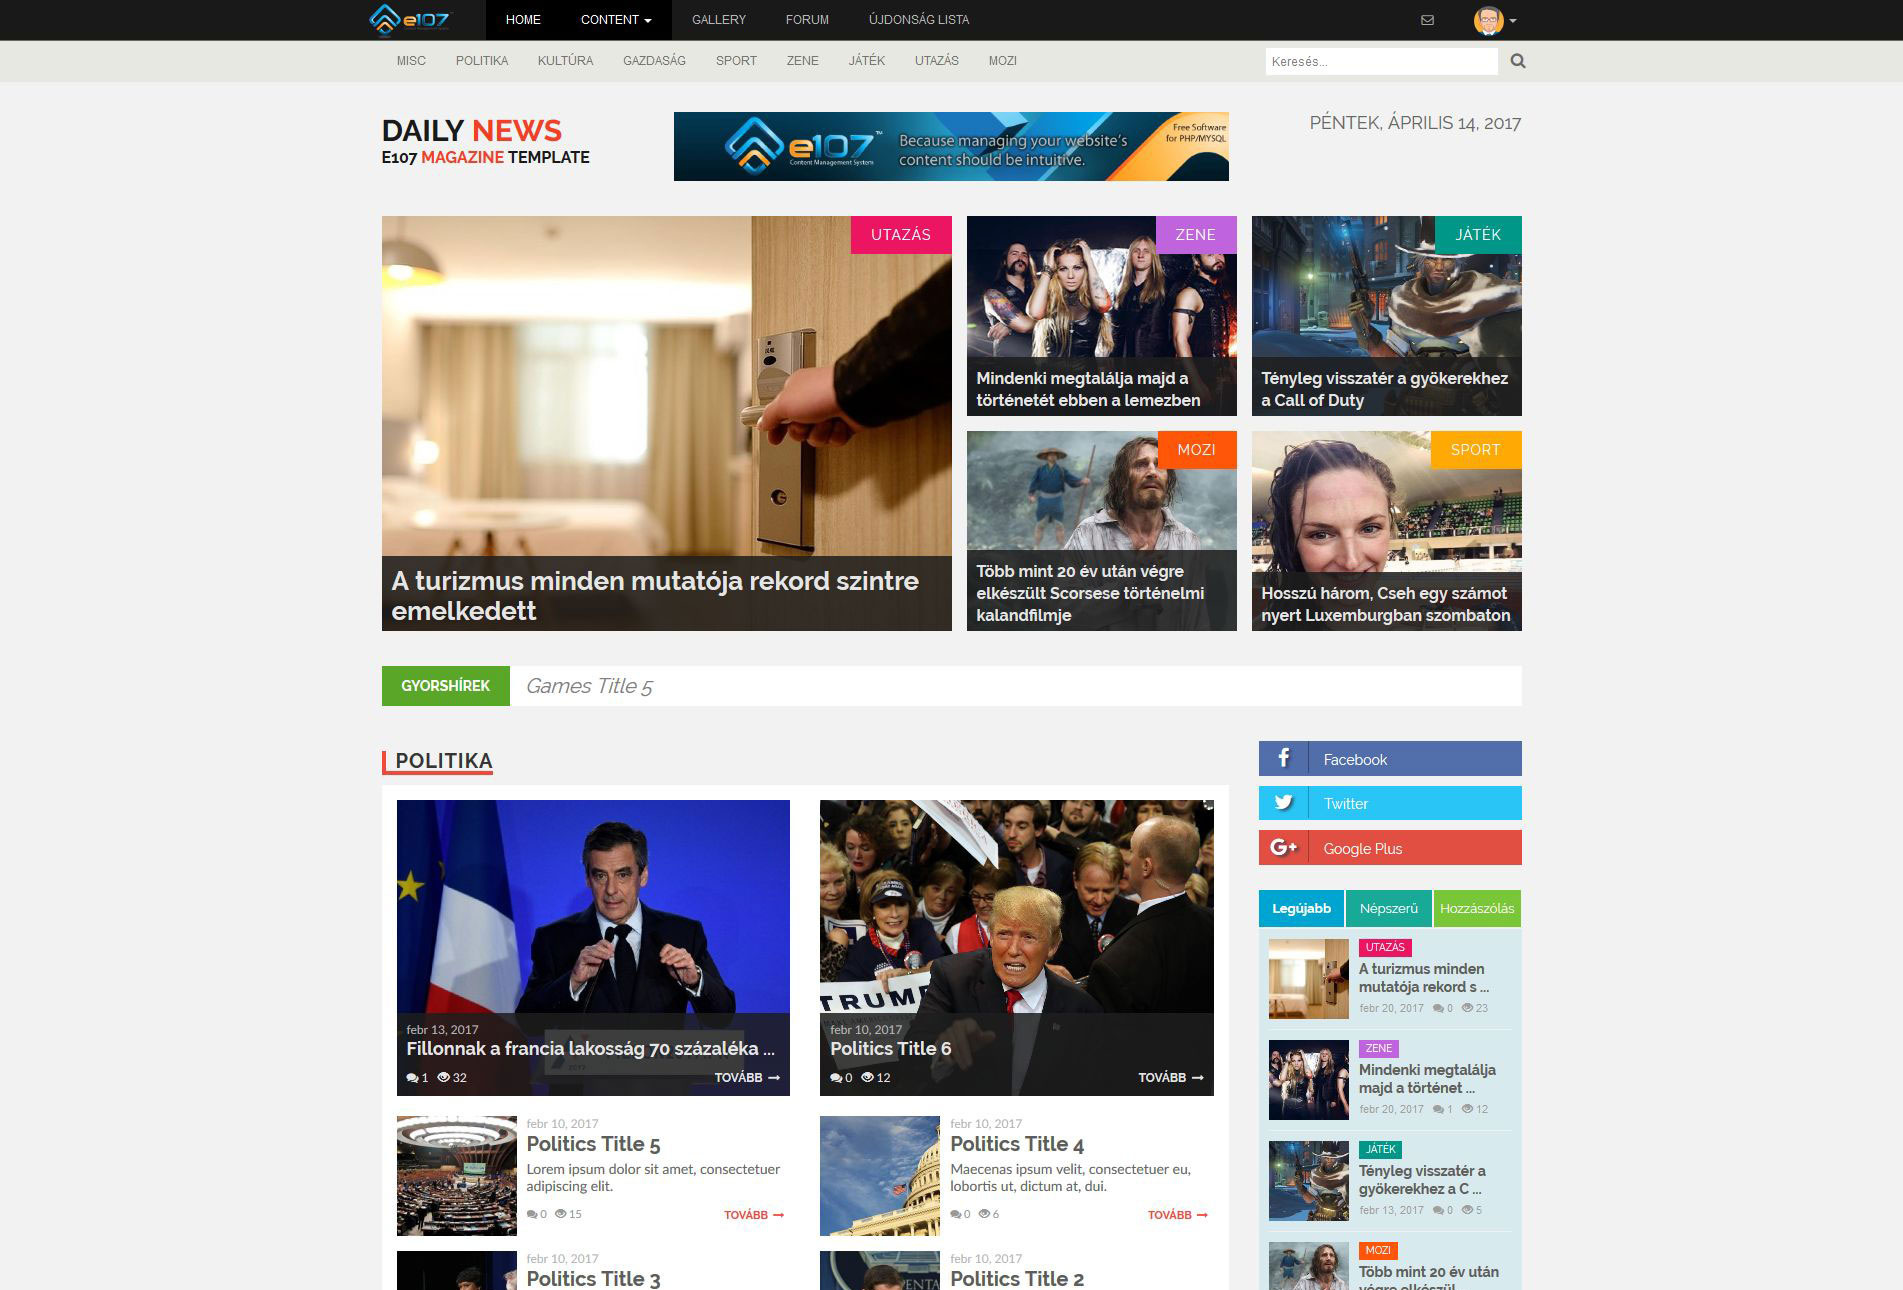 e107
HOME
CONTENT
GALLERY
FORUM
ÚJDONSÁG LISTA
MISC
POLITIKA
KULTÚRA
GAZDASÁG
SPORT
ZENE
JÁTÉK
UTAZÁS
MOZI
Keresés...
DAILY NEWS
E107 MAGAZINE TEMPLATE
e107™
Content Management System
Because managing your website's
content should be intuitive.
Free Software
for PHP/MYSQL
PÉNTEK, ÁPRILIS 14, 2017
UTAZÁS
A turizmus minden mutatója rekord szintre
emelkedett
ZENE
Mindenki megtalálja majd a
történetét ebben a lemezben
JÁTÉK
Tényleg visszatér a gyökerekhez
a Call of Duty
MOZI
Több mint 20 év után végre
elkészült Scorsese történelmi
kalandfilmje
SPORT
Hosszú három, Cseh egy számot
nyert Luxemburgban szombaton
GYORSHÍREK
Games Title 5
POLITIKA
febr 13, 2017
Fillonnak a francia lakosság 70 százaléka ...
1 32
TOVÁBB
TRUMP
febr 10, 2017
Politics Title 6
0 12
TOVÁBB
febr 10, 2017
Politics Title 5
Lorem ipsum dolor sit amet, consectetuer
adipiscing elit.
0 15
TOVÁBB
febr 10, 2017
Politics Title 4
Maecenas ipsum velit, consectetuer eu,
lobortis ut, dictum at, dui.
0 6
TOVÁBB
febr 10, 2017
Politics Title 3
febr 10, 2017
Politics Title 2
Facebook
Twitter
G+ Google Plus
Legújabb
Népszerű
Hozzászólás
UTAZÁS
A turizmus minden
mutatója rekord s ...
febr 20, 2017 0 23
ZENE
Mindenki megtalálja
majd a történet ...
febr 20, 2017 1 12
JÁTÉK
Tényleg visszatér a
gyökerekhez a C ...
febr 13, 2017 0 5
MOZI
Több mint 20 év után
végre elkészül